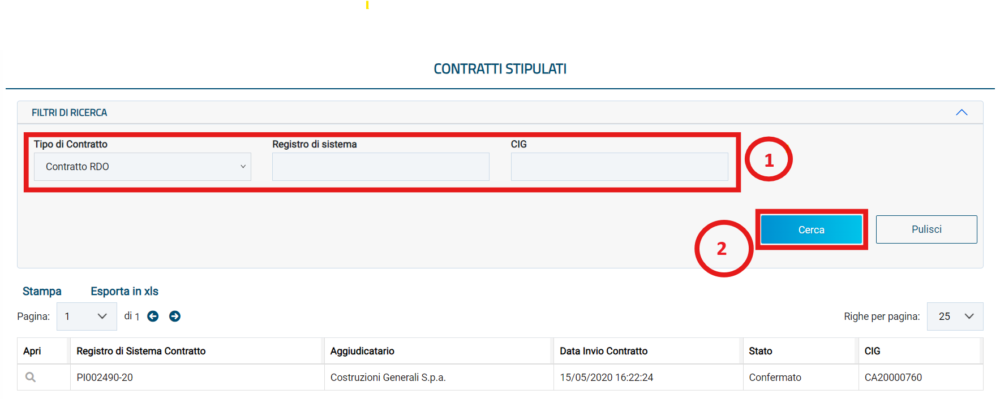 CONTRATTI STIPULATI
FILTRI DI RICERCA
Tipo di Contratto Registro di sistema CIG
Contratto RDO
1
Cerca Pulisci
2
Stampa Esporta in xls
Pagina: 1 di 1 Righe per pagina: 25
Apri Registro di Sistema Contratto Aggiudicatario Data Invio Contratto Stato CIG
PI002490-20 Costruzioni Generali S.p.a. 15/05/2020 16:22:24 Confermato CA20000760